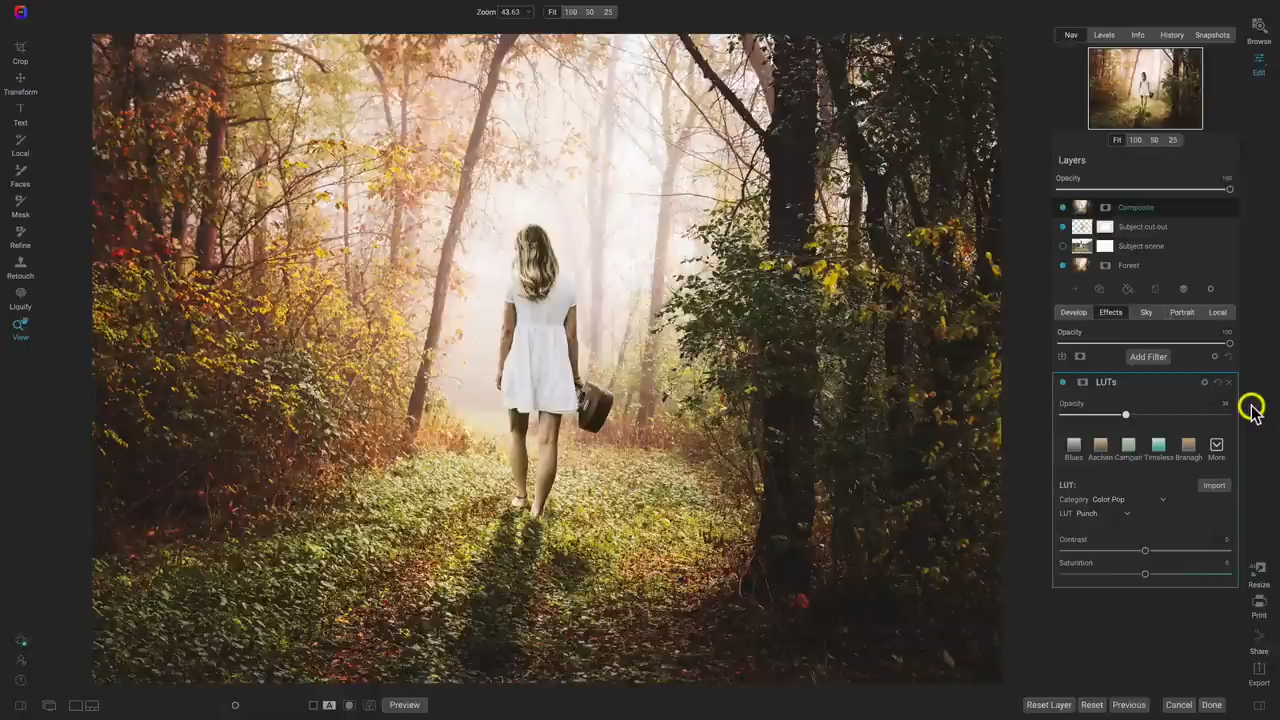 Zoom 43.63 Fit 100 50 25
Crop
Transform
Text
Local
Faces
Mask
Refine
Retouch
Liquify
View
Nav Levels Info History Snapshots
Browse
Edit
Fit 100 50 25
Layers
Opacity 100
Composite
Subject cut out
Subject scene
Forest
Develop Effects Sky Portrait Local
Opacity 100
Add Filter
LUTs
Opacity 38
Blues Aachen Campari Timeless Branagh More
LUT: Import
Category Color Pop
LUT Punch
Contrast 0
Saturation 0
Resize
Print
Share
Export
A Preview
Reset Layer Reset Previous Cancel Done